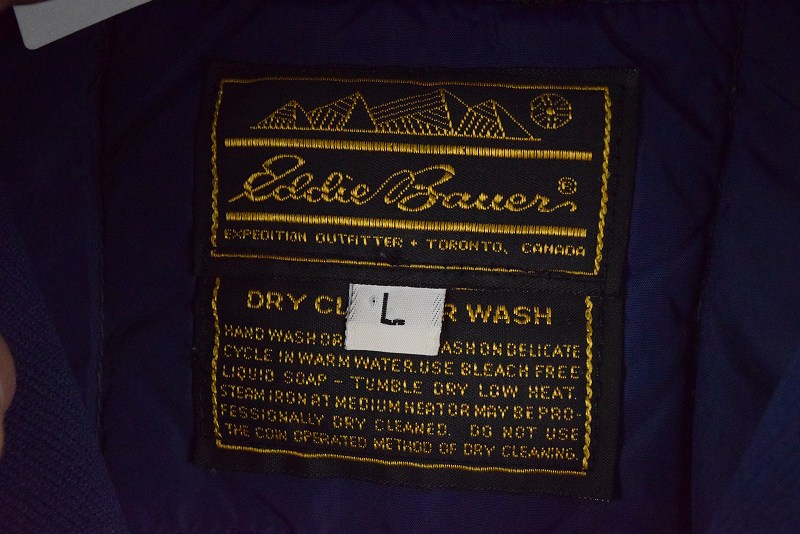 Eddie Bauer®
EXPEDITION OUTFITTER • TORONTO, CANADA
DRY CL R WASH
L
HAND WASH OR ASH ON DELICATE
CYCLE IN WARM WATER. USE BLEACH FREE
LIQUID SOAP - TUMBLE DRY LOW HEAT.
STEAM IRON AT MEDIUM HEAT OR MAY BE PRO-
FESSIONALLY DRY CLEANED. DO NOT USE
THE COIN OPERATED METHOD OF DRY CLEANING.